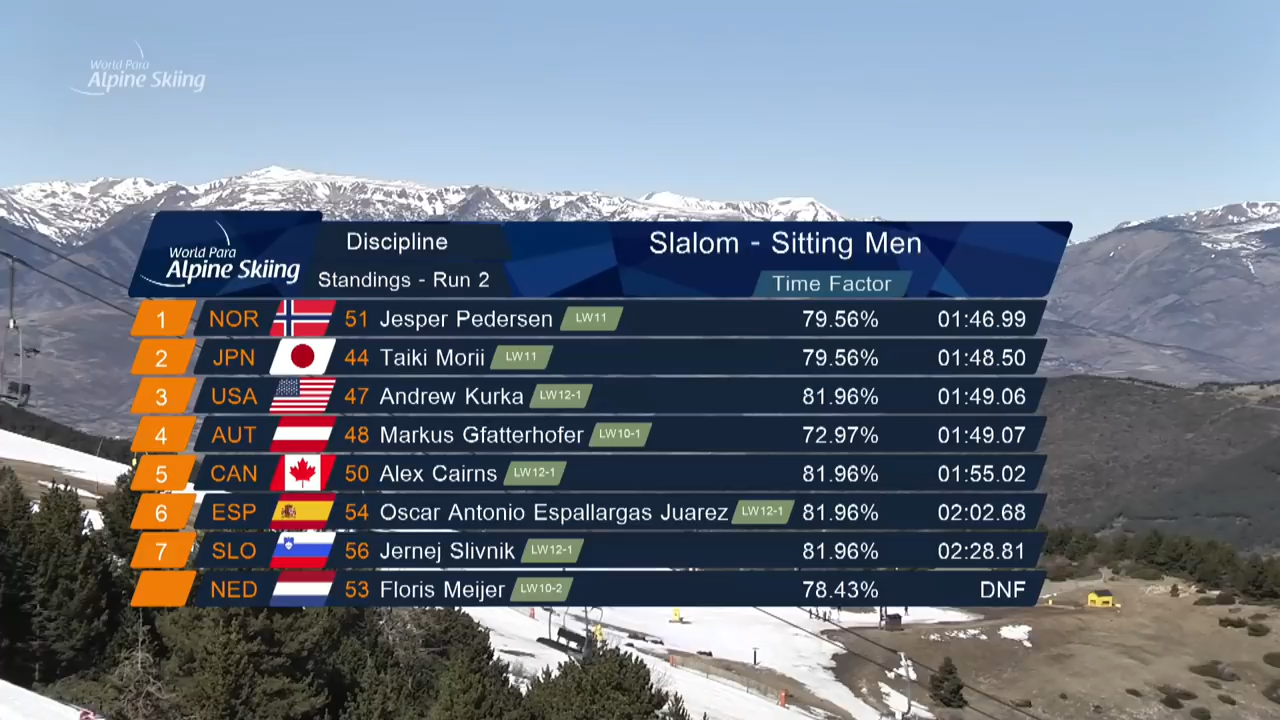 World Para
Alpine Skiing
World Para
Alpine Skiing
Discipline
Slalom - Sitting Men
Standings - Run 2
Time Factor
1 NOR 51 Jesper Pedersen LW11 79.56% 01:46.99
2 JPN 44 Taiki Morii LW11 79.56% 01:48.50
3 USA 47 Andrew Kurka LW12-1 81.96% 01:49.06
4 AUT 48 Markus Gfatterhofer LW10-1 72.97% 01:49.07
5 CAN 50 Alex Cairns LW12-1 81.96% 01:55.02
6 ESP 54 Oscar Antonio Espallargas Juarez LW12-1 81.96% 02:02.68
7 SLO 56 Jernej Slivnik LW12-1 81.96% 02:28.81
NED 53 Floris Meijer LW10-2 78.43% DNF